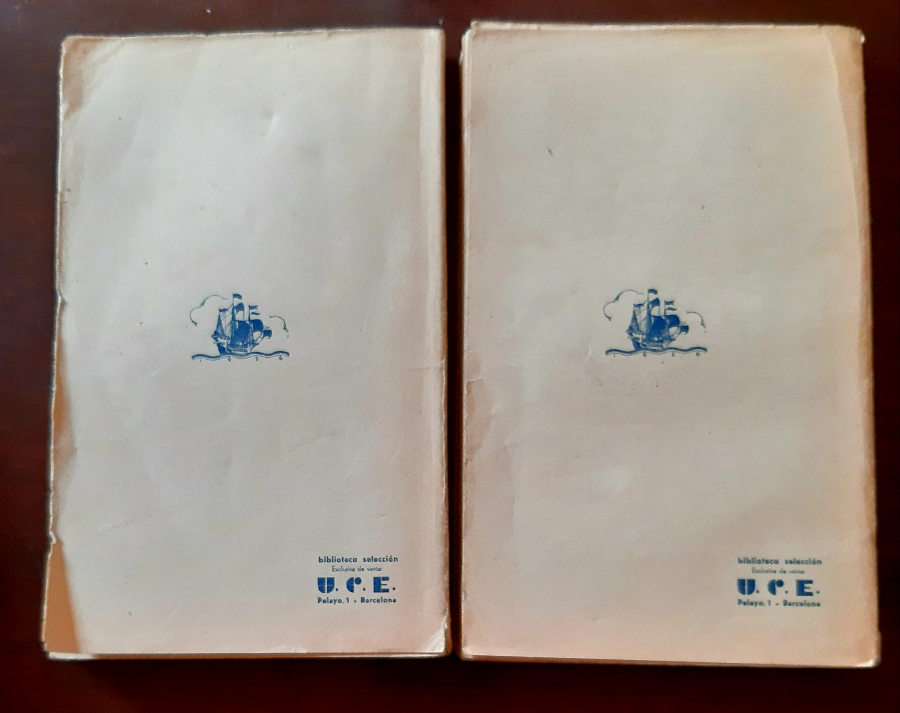 biblioteca selección
Exclusiva de venta:
U. C. E.
Pelayo, 1 - Barcelona
biblioteca selección
Exclusiva de venta:
U. C. E.
Pelayo, 1 - Barcelona